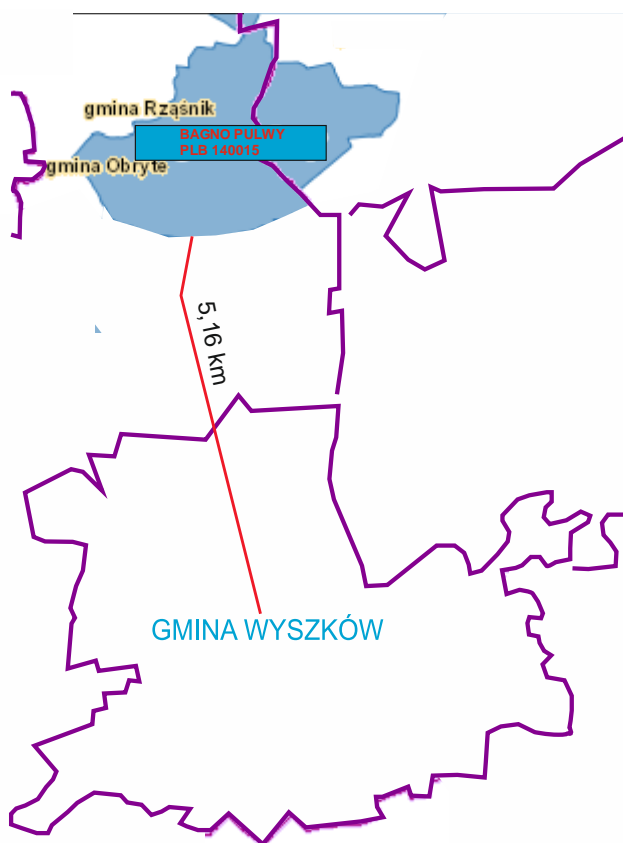 gmina Rząśnik
BAGNO PULWY
PLB 140015
gmina Obryte
5,16 km
GMINA WYSZKÓW